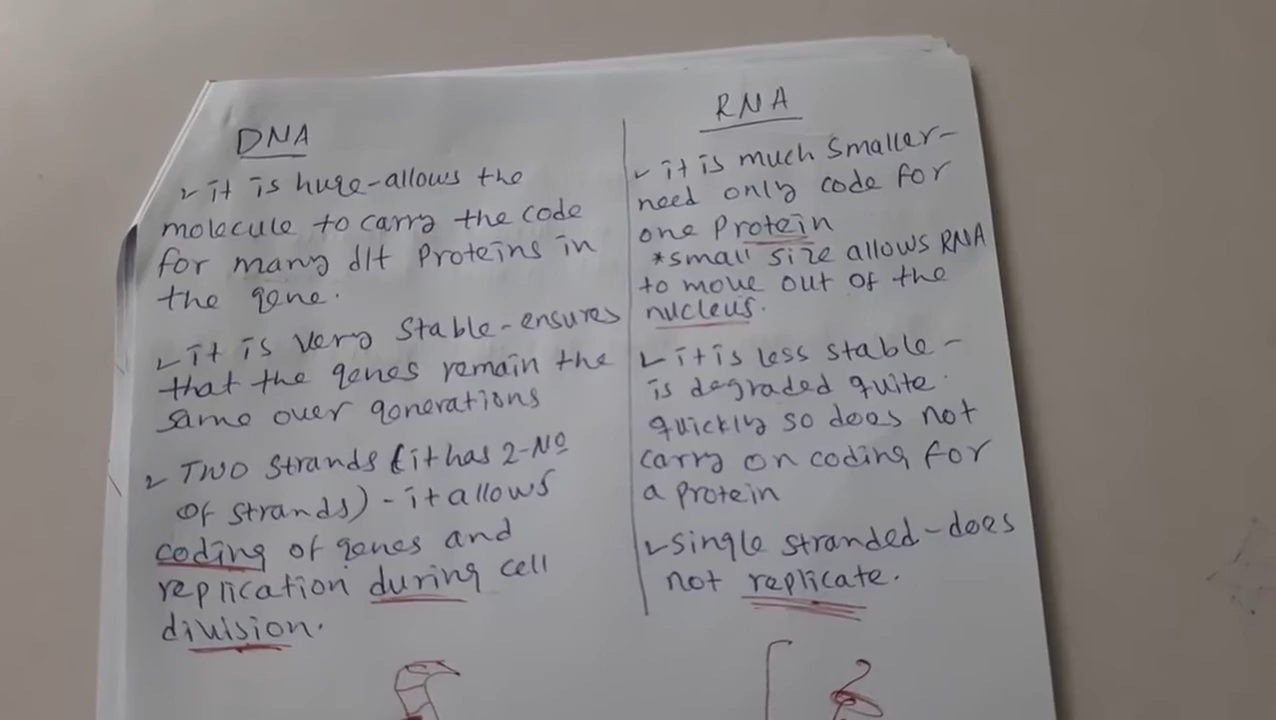 DNA
✓ it is huge-allows the
molecule to carry the code
for many d/t Proteins in
the gene.
✓ it is very Stable-ensures
that the genes remain the
same over generations
✓ TWO Strands (it has 2-No
of strands) - it allows
coding of genes and
replication during cell
division.
RNA
✓ it is much Smaller-
need only code for
one Protein
*small size allows RNA
to move out of the
nucleus.
✓ it is less stable-
is degraded quite
quickly so does not
carry on coding for
a protein
✓ single stranded-does
not replicate.